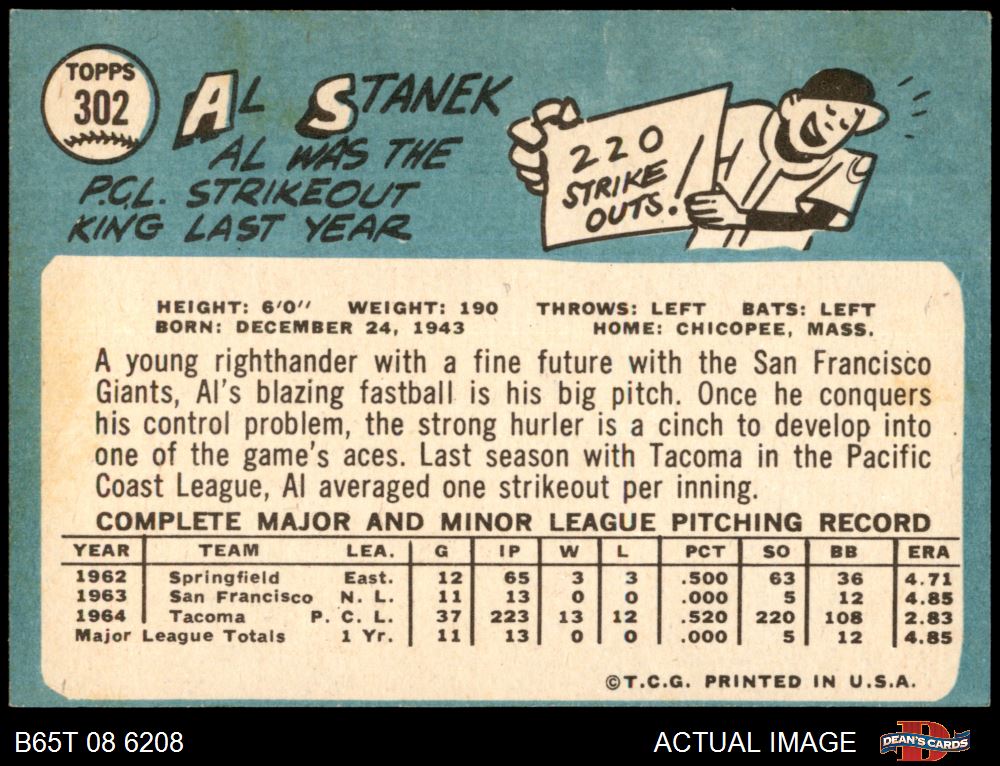 TOPPS
302
AL STANEK
AL WAS THE
P.C.L. STRIKEOUT
KING LAST YEAR
220
STRIKE
OUTS!
HEIGHT: 6'0" WEIGHT: 190 THROWS: LEFT BATS: LEFT
BORN: DECEMBER 24, 1943 HOME: CHICOPEE, MASS.
A young righthander with a fine future with the San Francisco
Giants, Al's blazing fastball is his big pitch. Once he conquers
his control problem, the strong hurler is a cinch to develop into
one of the game's aces. Last season with Tacoma in the Pacific
Coast League, Al averaged one strikeout per inning.
COMPLETE MAJOR AND MINOR LEAGUE PITCHING RECORD
YEAR TEAM LEA. G IP W L PCT SO BB ERA
1962 Springfield East. 12 65 3 3 .500 63 36 4.71
1963 San Francisco N. L. 11 13 0 0 .000 5 12 4.85
1964 Tacoma P. C. L. 37 223 13 12 .520 220 108 2.83
Major League Totals 1 Yr. 11 13 0 0 .000 5 12 4.85
©T.C.G. PRINTED IN U.S.A.
B65T 08 6208 ACTUAL IMAGE DEAN'S CARDS